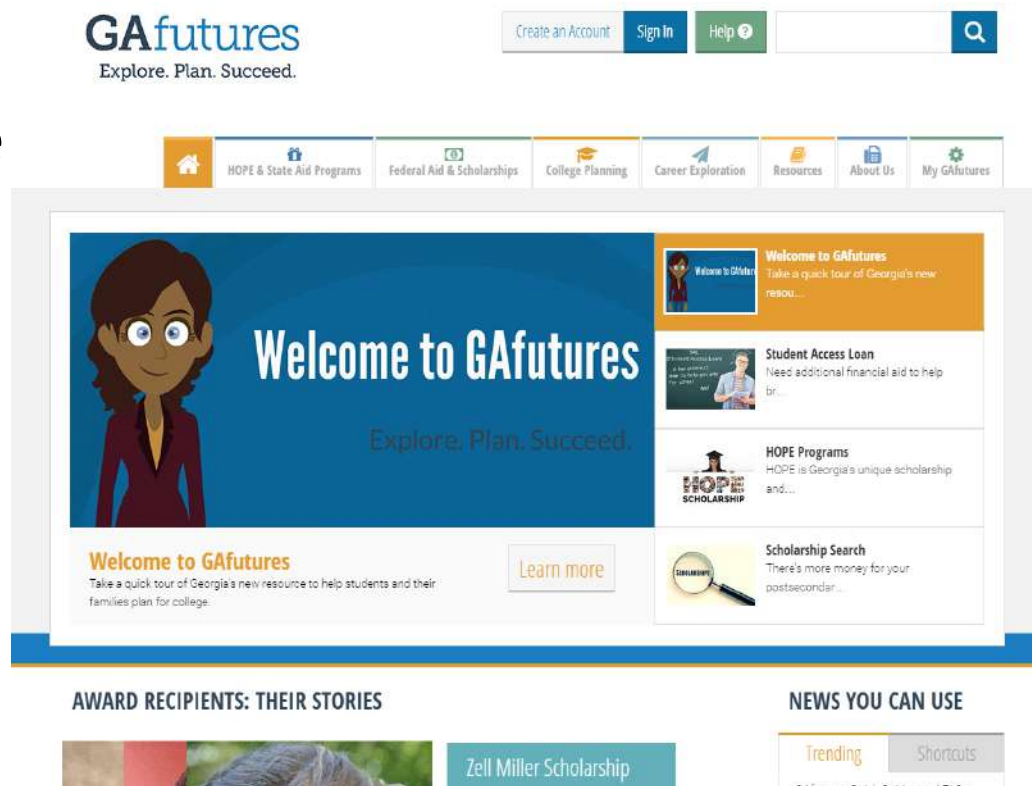 GAfutures
Explore. Plan. Succeed.
Create an Account
Sign In
Help
HOPE & State Aid Programs
Federal Aid & Scholarships
College Planning
Career Exploration
Resources
About Us
My GAfutures
Welcome to GAfutures
Explore. Plan. Succeed.
Welcome to GAfutures
Take a quick tour of Georgia's new resource to help students and their
families plan for college.
Learn more
Welcome to GAfutures
Take a quick tour of Georgia's new
resou...
Student Access Loan
Need additional financial aid to help
br...
HOPE Programs
HOPE is Georgia's unique scholarship
and...
HOPE
SCHOLARSHIP
Scholarship Search
There's more money for your
postsecondar...
AWARD RECIPIENTS: THEIR STORIES
Zell Miller Scholarship
NEWS YOU CAN USE
Trending
Shortcuts